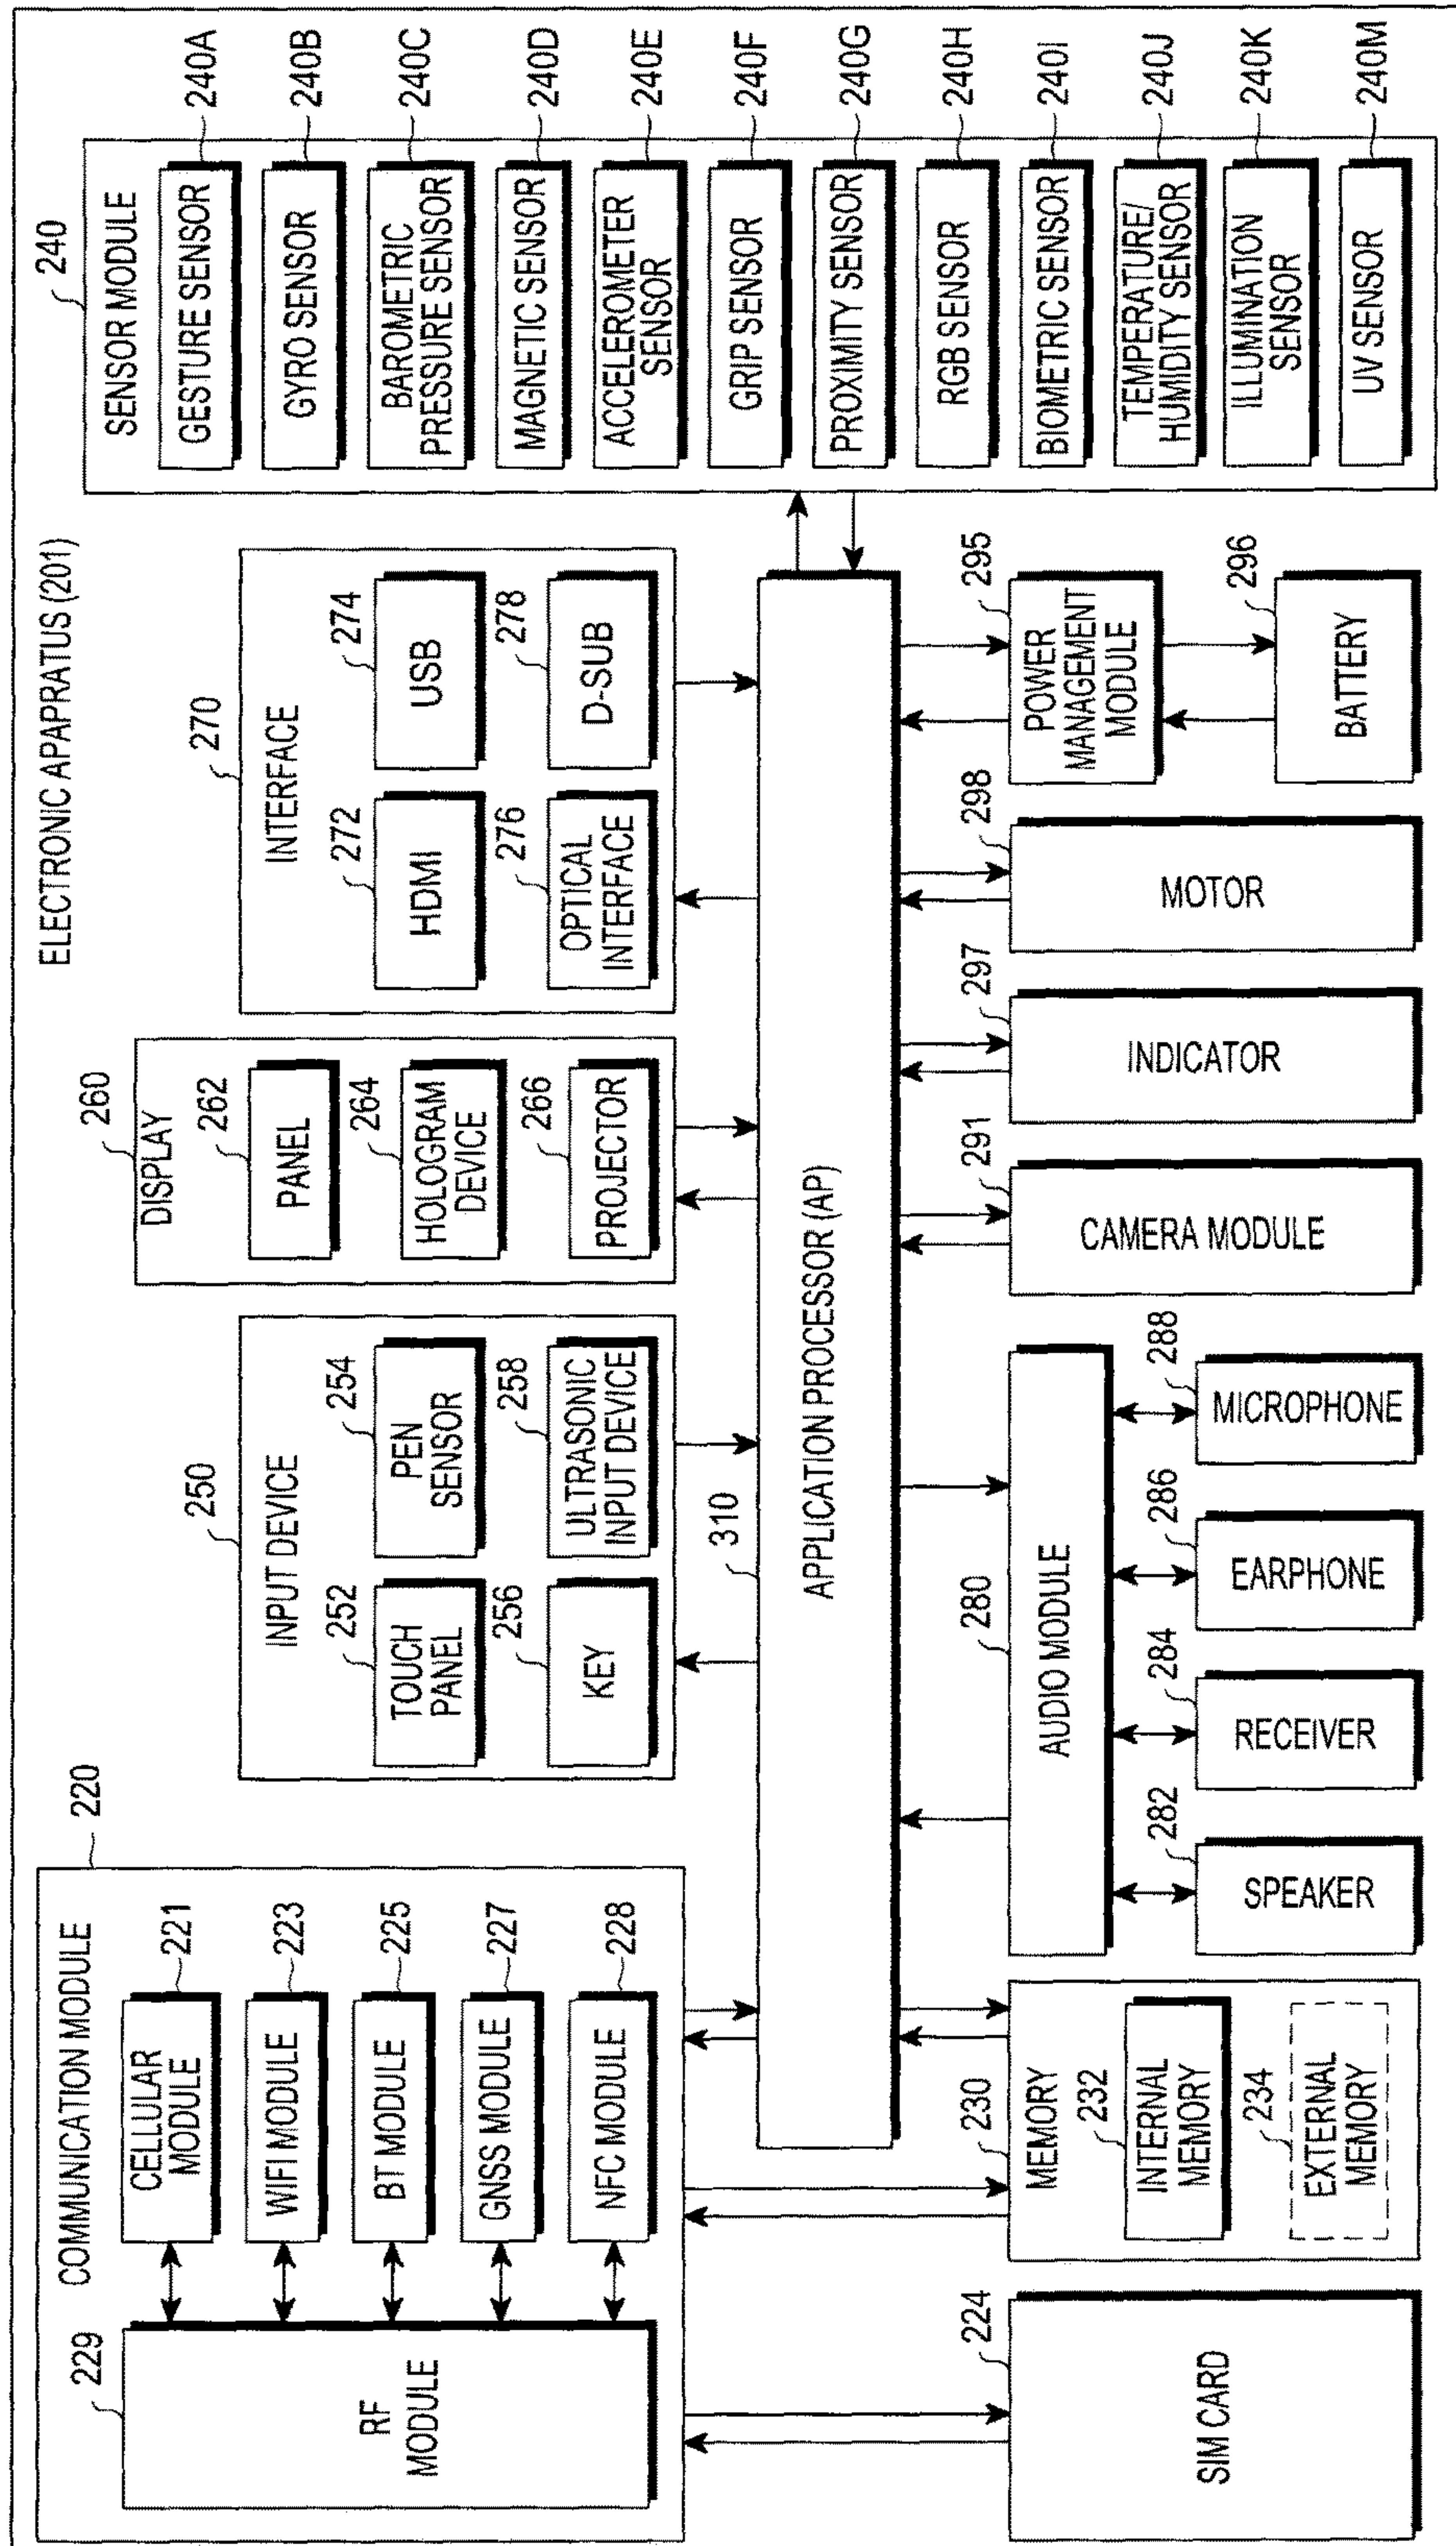 ELECTRONIC APAPRATUS (201)
COMMUNICATION MODULE
220
229
RF
MODULE
CELLULAR
MODULE
221
WIFI MODULE
223
BT MODULE
225
GNSS MODULE
227
NFC MODULE
228
250
INPUT DEVICE
252
TOUCH
PANEL
254
PEN
SENSOR
256
KEY
258
ULTRASONIC
INPUT DEVICE
260
DISPLAY
262
PANEL
264
HOLOGRAM
DEVICE
266
PROJECTOR
270
INTERFACE
272
HDMI
274
USB
276
OPTICAL
INTERFACE
278
D-SUB
240
SENSOR MODULE
GESTURE SENSOR
240A
GYRO SENSOR
240B
BAROMETRIC
PRESSURE SENSOR
240C
MAGNETIC SENSOR
240D
ACCELEROMETER
SENSOR
240E
GRIP SENSOR
240F
PROXIMITY SENSOR
240G
RGB SENSOR
240H
BIOMETRIC SENSOR
240I
TEMPERATURE/
HUMIDITY SENSOR
240J
ILLUMINATION
SENSOR
240K
UV SENSOR
240M
310
APPLICATION PROCESSOR (AP)
224
SIM CARD
230
MEMORY
232
INTERNAL
MEMORY
234
EXTERNAL
MEMORY
280
AUDIO MODULE
282
SPEAKER
284
RECEIVER
286
EARPHONE
288
MICROPHONE
291
CAMERA MODULE
297
INDICATOR
298
MOTOR
295
POWER
MANAGEMENT
MODULE
296
BATTERY